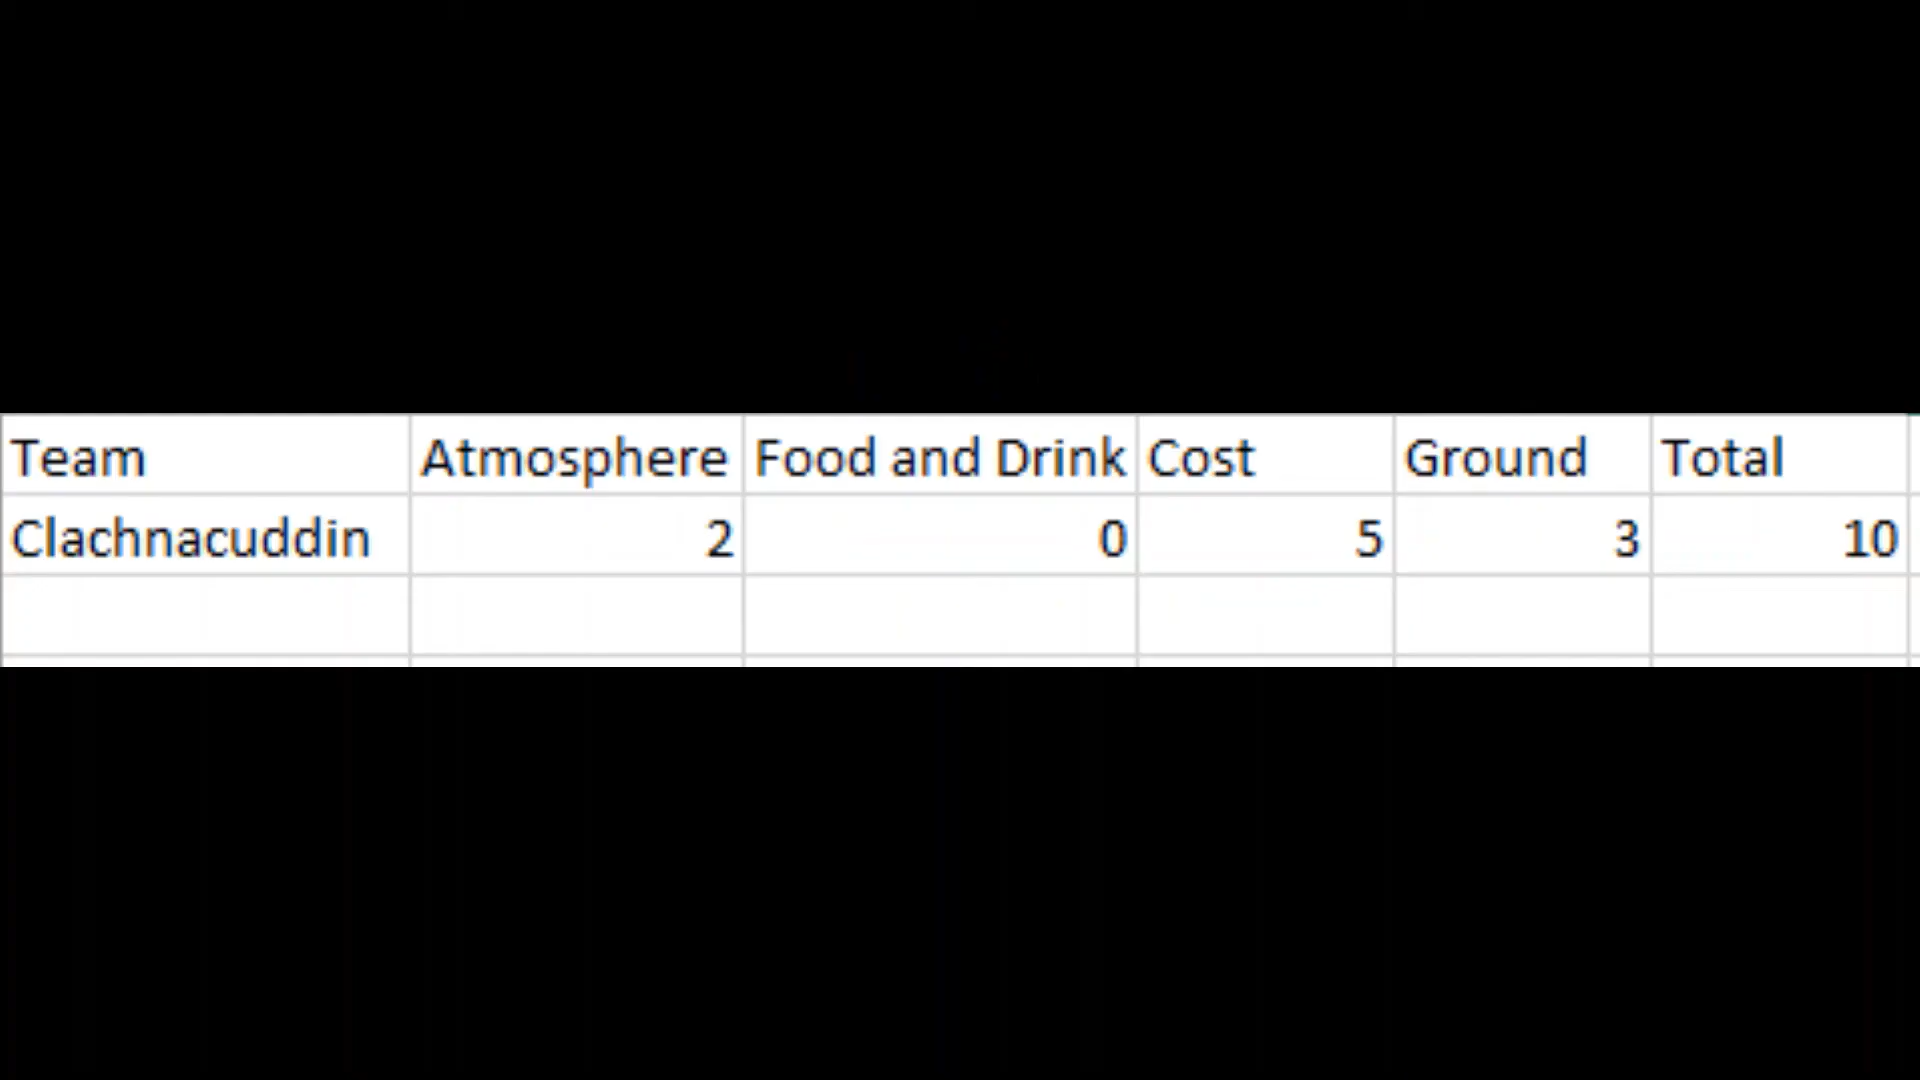 Team Atmosphere Food and Drink Cost Ground Total
Clachnacuddin 2 0 5 3 10